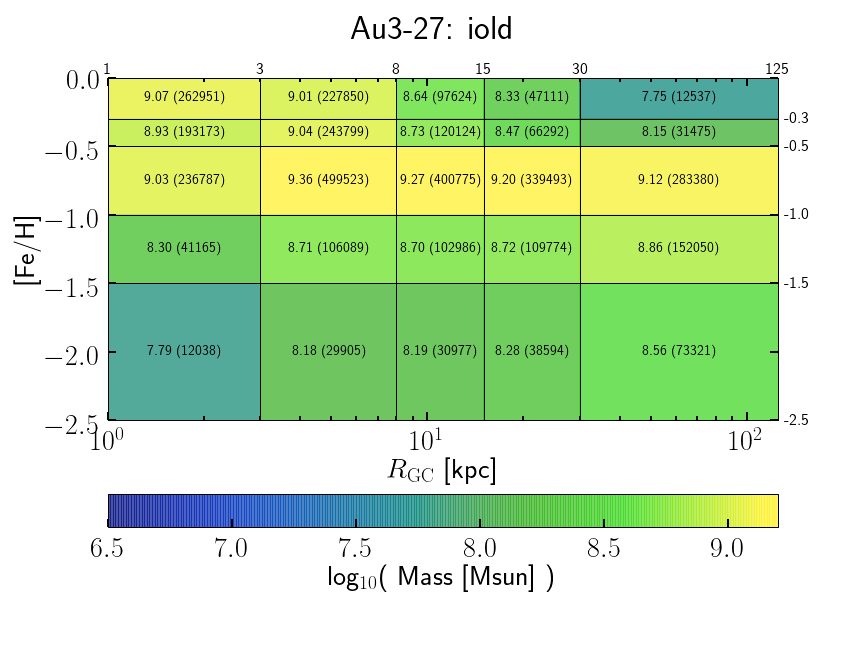 Au3-27: iold
1 3 8 15 30 125
0.0
9.07 (262951) 9.01 (227850) 8.64 (97624) 8.33 (47111) 7.75 (12537)
-0.3
8.93 (193173) 9.04 (243799) 8.73 (120124) 8.47 (66292) 8.15 (31475)
−0.5 -0.5
9.03 (236787) 9.36 (499523) 9.27 (400775) 9.20 (339493) 9.12 (283380)
−1.0 -1.0
[Fe/H]
8.30 (41165) 8.71 (106089) 8.70 (102986) 8.72 (109774) 8.86 (152050)
−1.5 -1.5
7.79 (12038) 8.18 (29905) 8.19 (30977) 8.28 (38594) 8.56 (73321)
−2.0
−2.5 -2.5
10⁰ 10¹ 10²
R_GC [kpc]
6.5 7.0 7.5 8.0 8.5 9.0
log₁₀( Mass [Msun] )